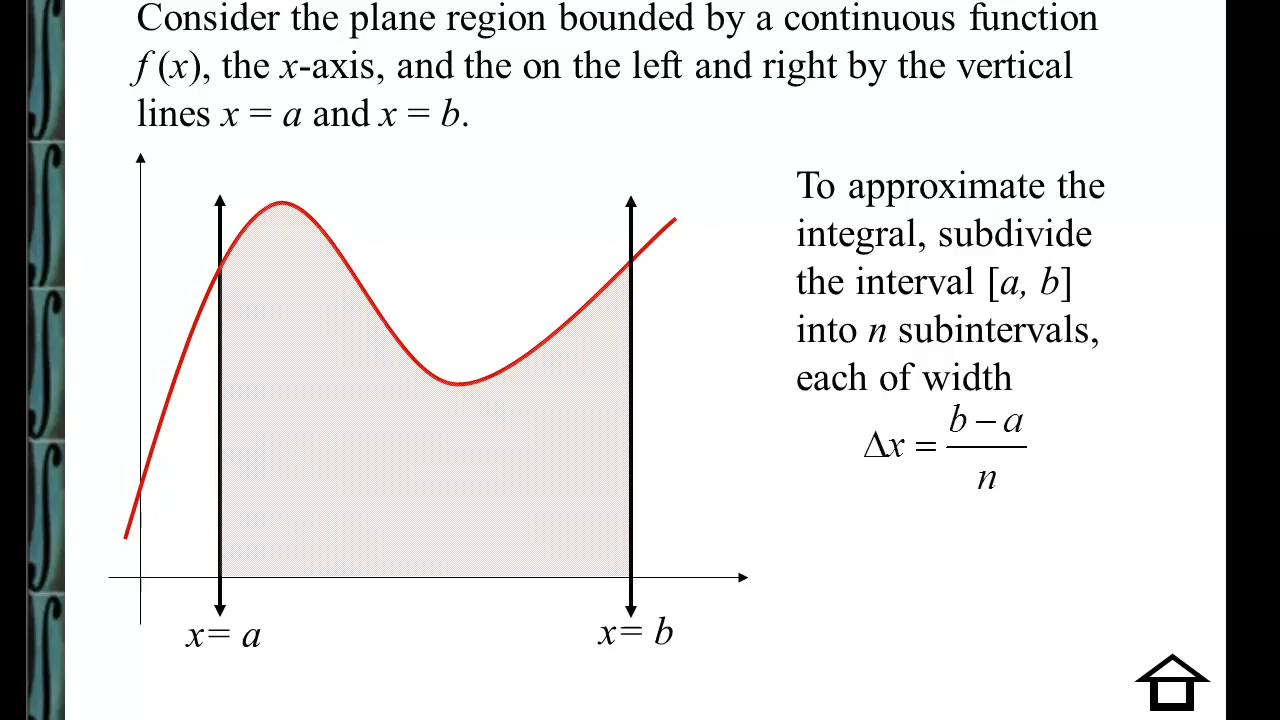 Consider the plane region bounded by a continuous function
f (x), the x-axis, and the on the left and right by the vertical
lines x = a and x = b.
To approximate the
integral, subdivide
the interval [a, b]
into n subintervals,
each of width
Δx = (b − a) / n
x= a
x= b